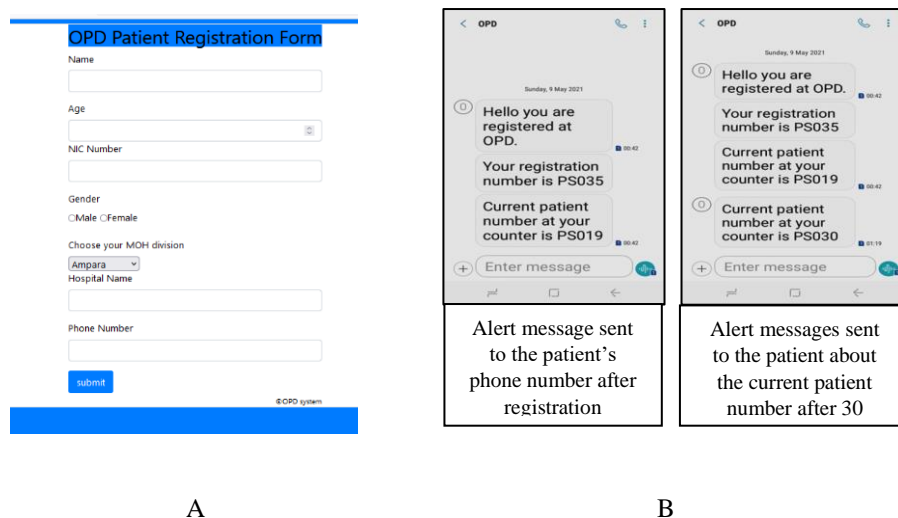 OPD Patient Registration Form
Name
Age
NIC Number
Gender
Male Female
Choose your MOH division
Ampara
Hospital Name
Phone Number
submit
©OPD system
A
OPD
Sunday, 9 May 2021
O
Hello you are
registered at
OPD.
00:42
Your registration
number is PS035
Current patient
number at your
counter is PS019
00:42
Enter message
Alert message sent
to the patient's
phone number after
registration
OPD
Sunday, 9 May 2021
O
Hello you are
registered at OPD.
00:42
Your registration
number is PS035
Current patient
number at your
counter is PS019
00:42
O
Current patient
number at your
counter is PS030
01:19
Enter message
Alert messages sent
to the patient about
the current patient
number after 30
B